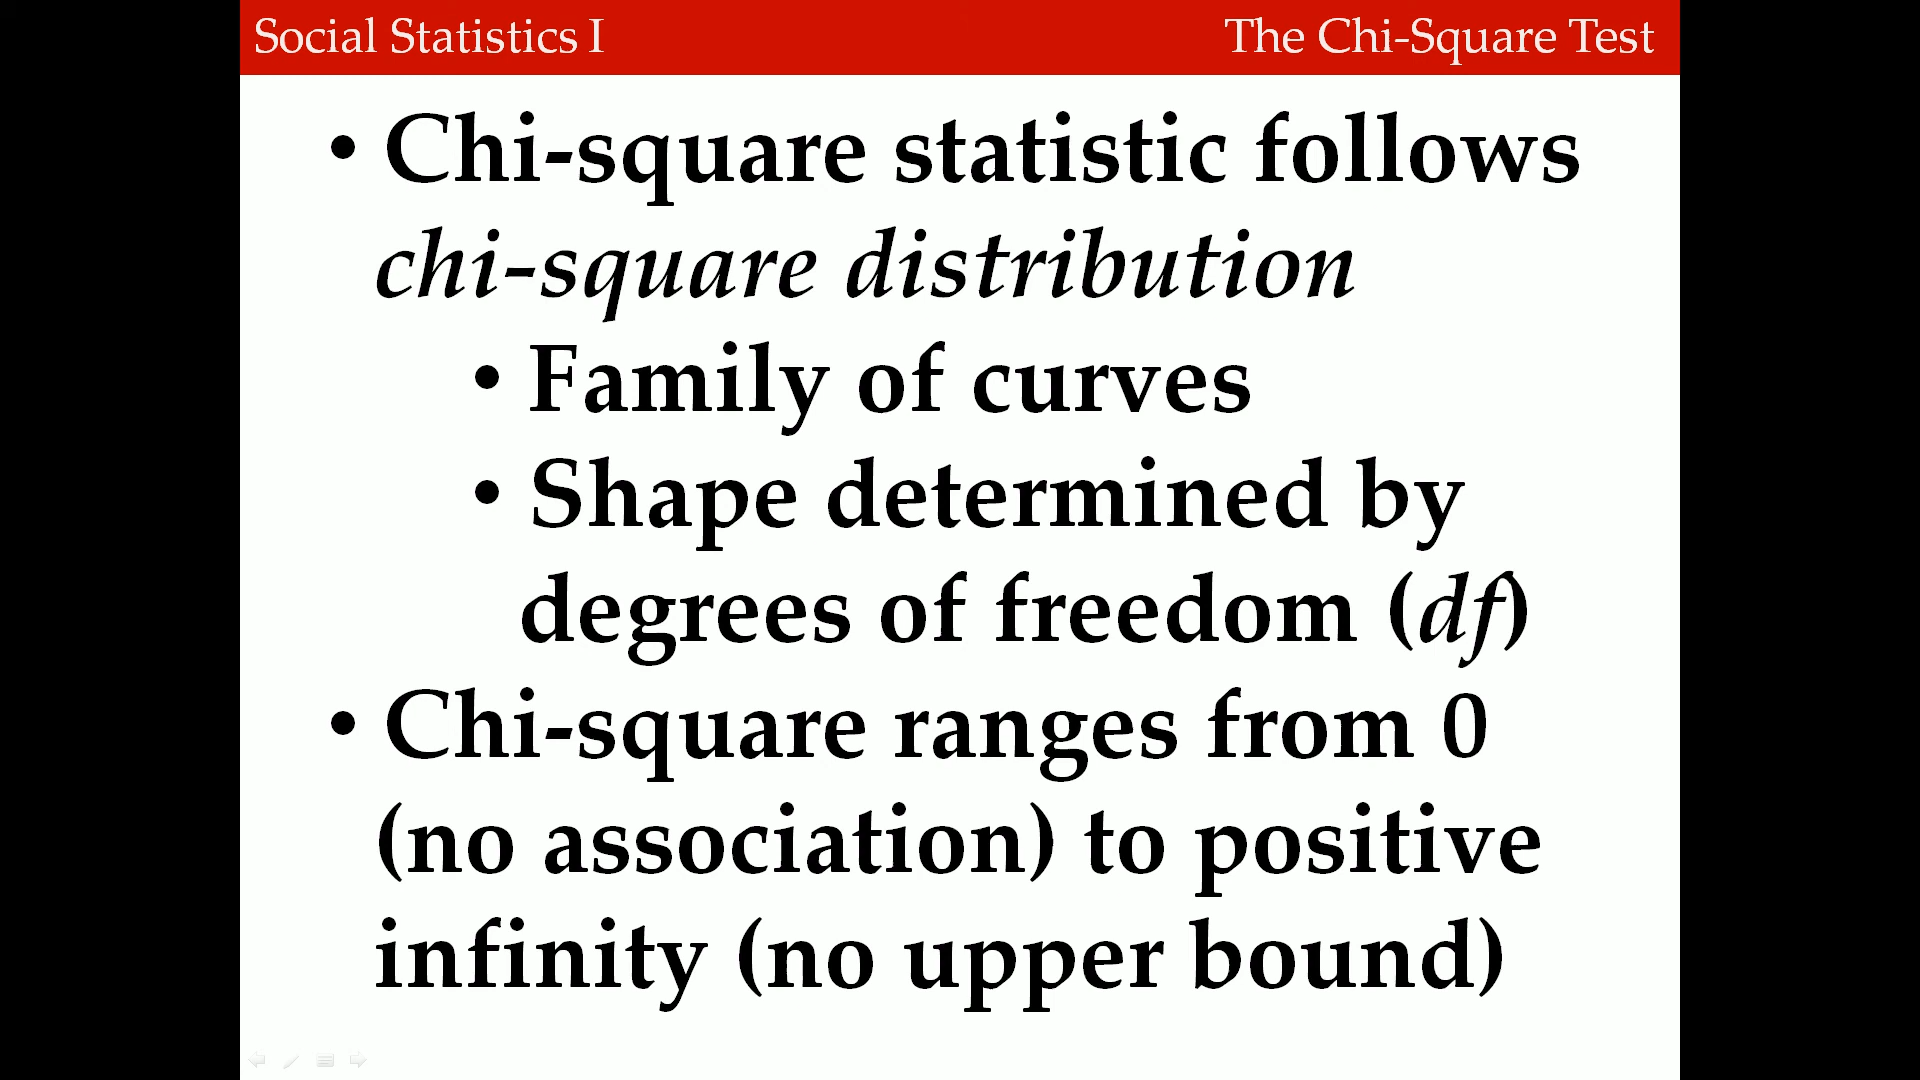 Social Statistics I The Chi-Square Test
• Chi-square statistic follows
chi-square distribution
• Family of curves
• Shape determined by
degrees of freedom (df)
• Chi-square ranges from 0
(no association) to positive
infinity (no upper bound)